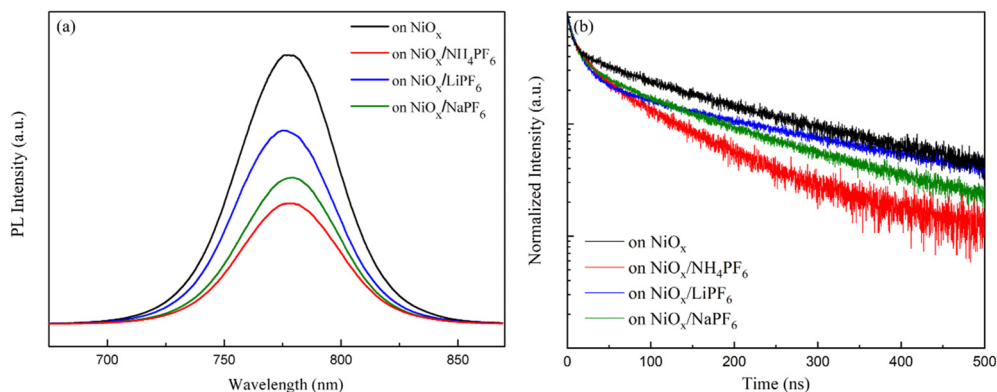 (a)
on NiOₓ
on NiOₓ/NH₄PF₆
on NiOₓ/LiPF₆
on NiOₓ/NaPF₆
PL Intensity (a.u.)
700
750
800
850
Wavelength (nm)
(b)
on NiOₓ
on NiOₓ/NH₄PF₆
on NiOₓ/LiPF₆
on NiOₓ/NaPF₆
Normalized Intensity (a.u.)
0
100
200
300
400
500
Time (ns)